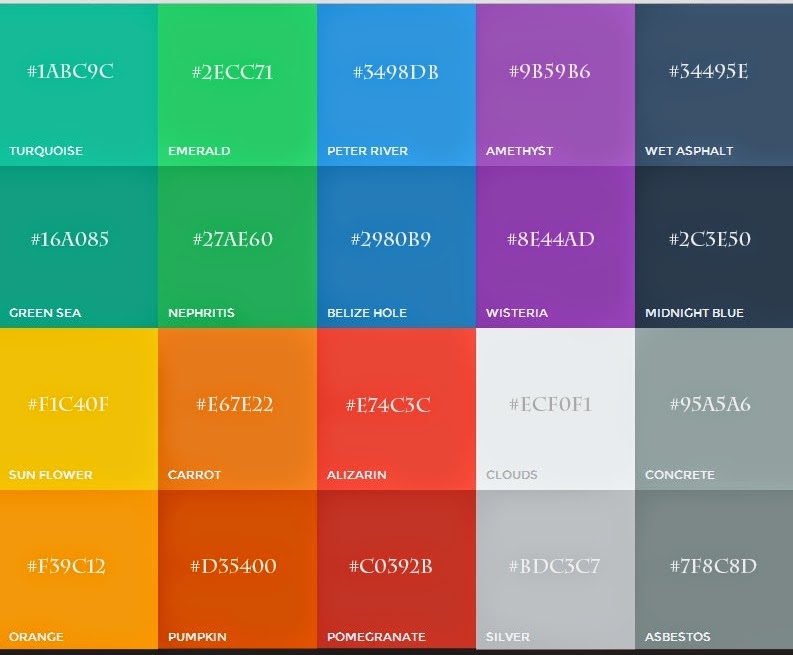 #1ABC9C #2ECC71 #3498DB #9B59B6 #34495E
TURQUOISE EMERALD PETER RIVER AMETHYST WET ASPHALT
#16A085 #27AE60 #2980B9 #8E44AD #2C3E50
GREEN SEA NEPHRITIS BELIZE HOLE WISTERIA MIDNIGHT BLUE
#F1C40F #E67E22 #E74C3C #ECF0F1 #95A5A6
SUN FLOWER CARROT ALIZARIN CLOUDS CONCRETE
#F39C12 #D35400 #C0392B #BDC3C7 #7F8C8D
ORANGE PUMPKIN POMEGRANATE SILVER ASBESTOS